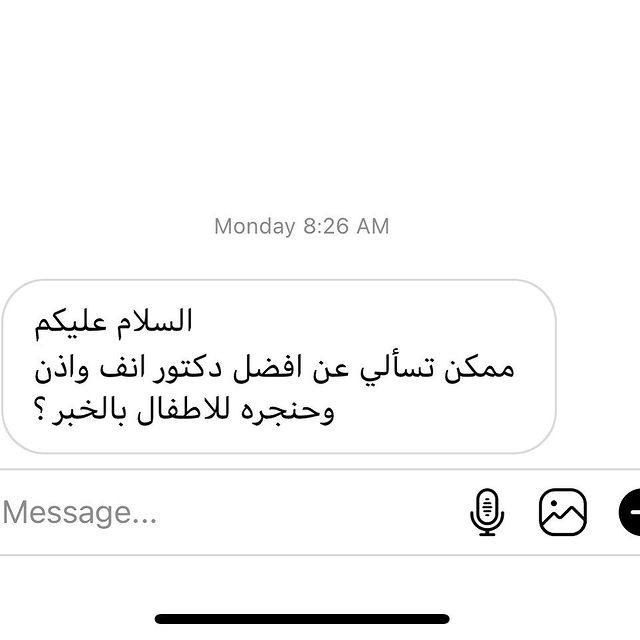 Monday 8:26 AM
السلام عليكم
ممكن تسألي عن افضل دكتور انف واذن
وحنجره للاطفال بالخبر ؟
Message...